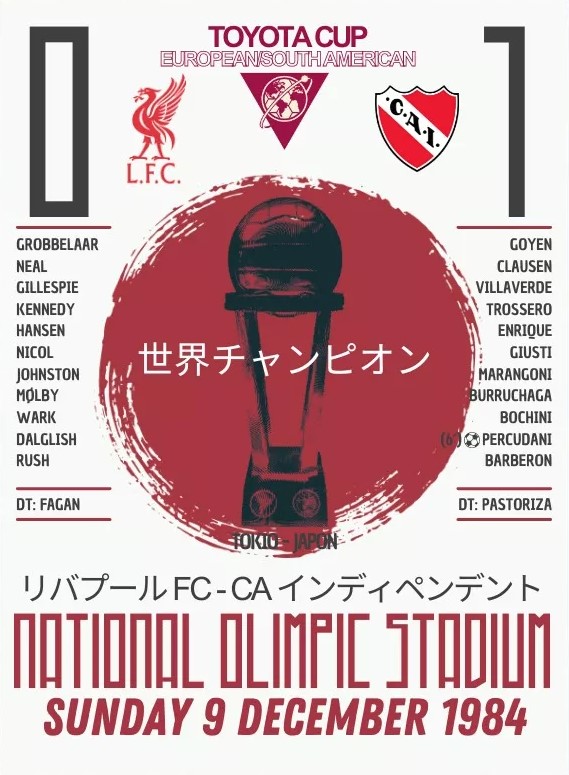 0
1
TOYOTA CUP
EUROPEAN/SOUTH AMERICAN
L.F.C.
C.A.I.
GROBBELAAR
NEAL
GILLESPIE
KENNEDY
HANSEN
NICOL
JOHNSTON
MØLBY
WARK
DALGLISH
RUSH
DT: FAGAN
GOYEN
CLAUSEN
VILLAVERDE
TROSSERO
ENRIQUE
GIUSTI
MARANGONI
BURRUCHAGA
BOCHINI
(6') PERCUDANI
BARBERON
DT: PASTORIZA
世界チャンピオン
TOKIO - JAPON
リバプール FC - CA インディペンデント
NATIONAL OLIMPIC STADIUM
SUNDAY 9 DECEMBER 1984